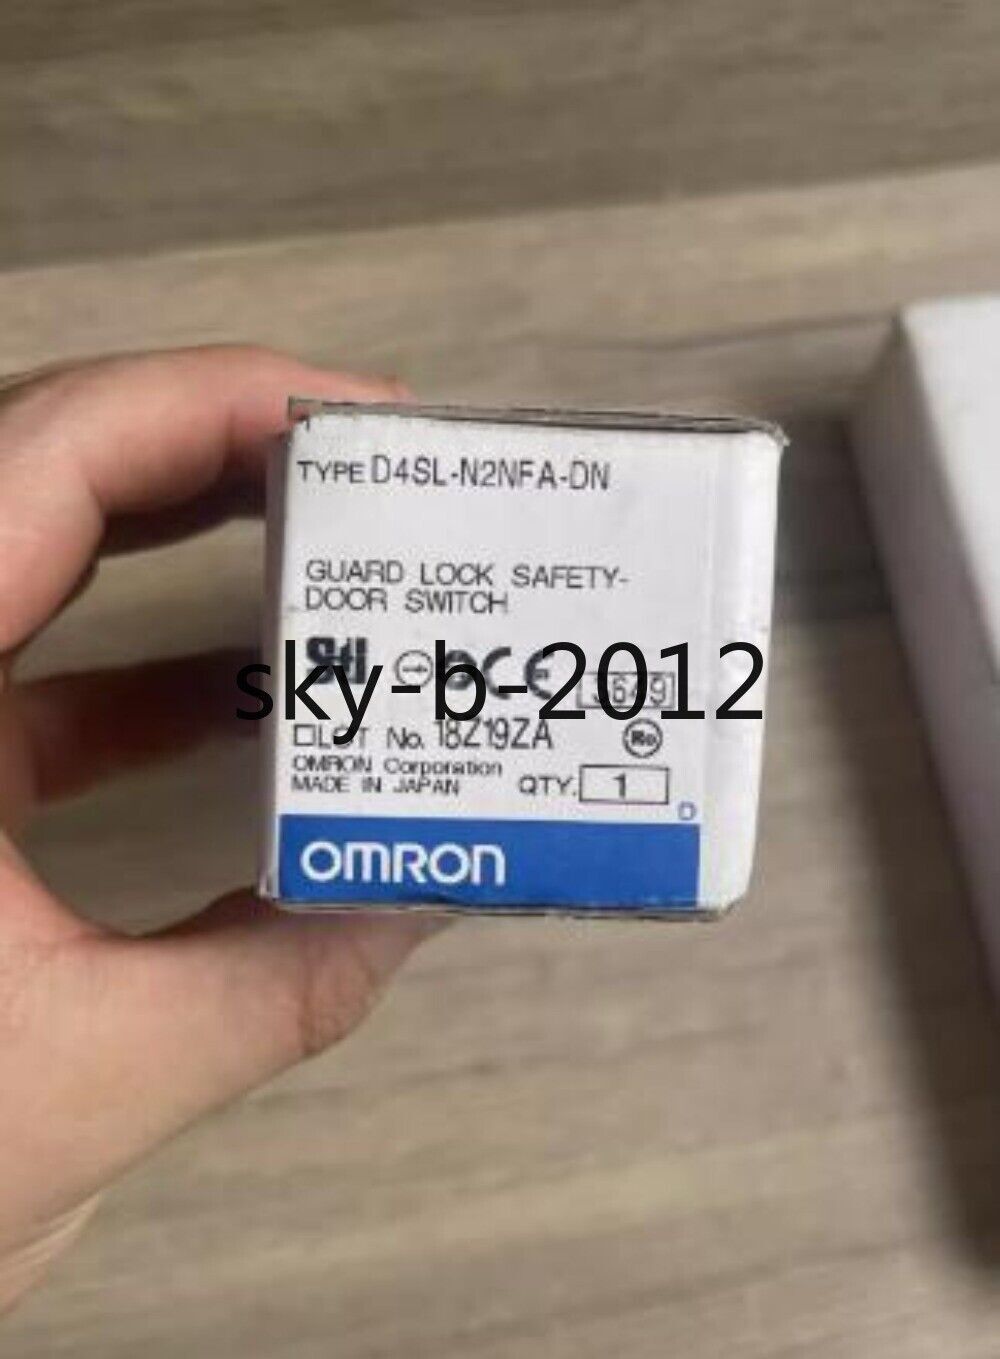 TYPE D4SL-N2NFA-DN
GUARD LOCK SAFETY-
DOOR SWITCH
sky-b-2012
LOT No. 18Z19ZA
OMRON Corporation
MADE IN JAPAN QTY. 1
D
OMRON